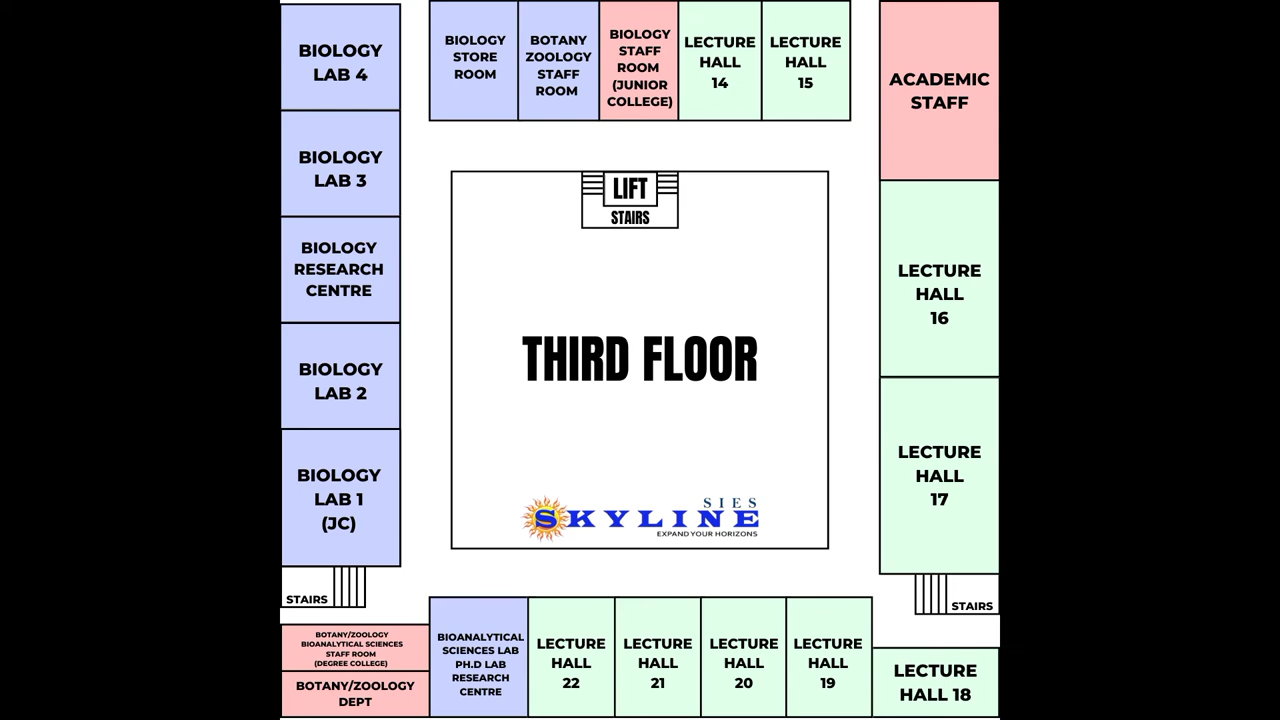 BIOLOGY
LAB 4
BIOLOGY
STORE
ROOM
BOTANY
ZOOLOGY
STAFF
ROOM
BIOLOGY
STAFF
ROOM
(JUNIOR
COLLEGE)
LECTURE
HALL
14
LECTURE
HALL
15
ACADEMIC
STAFF
BIOLOGY
LAB 3
LIFT
STAIRS
BIOLOGY
RESEARCH
CENTRE
LECTURE
HALL
16
THIRD FLOOR
BIOLOGY
LAB 2
LECTURE
HALL
17
BIOLOGY
LAB 1
(JC)
SIES
SKYLINE
EXPAND YOUR HORIZONS
STAIRS
STAIRS
BOTANY/ZOOLOGY
BIOANALYTICAL SCIENCES
STAFF ROOM
(DEGREE COLLEGE)
BOTANY/ZOOLOGY
DEPT
BIOANALYTICAL
SCIENCES LAB
PH.D LAB
RESEARCH
CENTRE
LECTURE
HALL
22
LECTURE
HALL
21
LECTURE
HALL
20
LECTURE
HALL
19
LECTURE
HALL 18